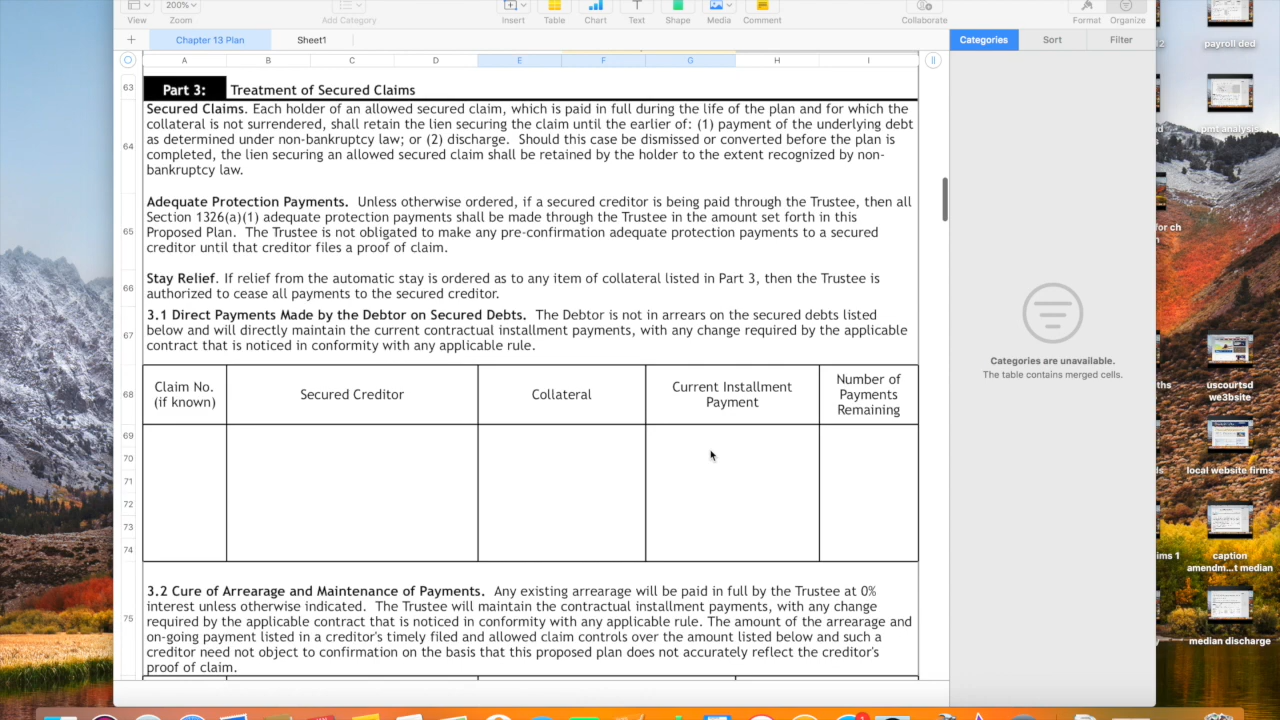 200%
View
Zoom
Add Category
Insert
Table
Chart
Text
Shape
Media
Comment
Collaborate
Format
Organize
Chapter 13 Plan
Sheet1
Categories
Sort
Filter
A B C D E F G H I
63
Part 3:
Treatment of Secured Claims
64
Secured Claims. Each holder of an allowed secured claim, which is paid in full during the life of the plan and for which the
collateral is not surrendered, shall retain the lien securing the claim until the earlier of: (1) payment of the underlying debt
as determined under non-bankruptcy law; or (2) discharge. Should this case be dismissed or converted before the plan is
completed, the lien securing an allowed secured claim shall be retained by the holder to the extent recognized by non-
bankruptcy law.
65
Adequate Protection Payments. Unless otherwise ordered, if a secured creditor is being paid through the Trustee, then all
Section 1326(a)(1) adequate protection payments shall be made through the Trustee in the amount set forth in this
Proposed Plan. The Trustee is not obligated to make any pre-confirmation adequate protection payments to a secured
creditor until that creditor files a proof of claim.
66
Stay Relief. If relief from the automatic stay is ordered as to any item of collateral listed in Part 3, then the Trustee is
authorized to cease all payments to the secured creditor.
67
3.1 Direct Payments Made by the Debtor on Secured Debts. The Debtor is not in arrears on the secured debts listed
below and will directly maintain the current contractual installment payments, with any change required by the applicable
contract that is noticed in conformity with any applicable rule.
68
Claim No.
(if known)
Secured Creditor
Collateral
Current Installment
Payment
Number of
Payments
Remaining
69
70
71
72
73
74
75
3.2 Cure of Arrearage and Maintenance of Payments. Any existing arrearage will be paid in full by the Trustee at 0%
interest unless otherwise indicated. The Trustee will maintain the contractual installment payments, with any change
required by the applicable contract that is noticed in conformity with any applicable rule. The amount of the arrearage and
on-going payment listed in a creditor's timely filed and allowed claim controls over the amount listed below and such a
creditor need not object to confirmation on the basis that this proposed plan does not accurately reflect the creditor's
proof of claim.
Categories are unavailable.
The table contains merged cells.
payroll ded
pmt analysis
for ch
uscourtsd
we3bsite
local website firms
ims 1
caption
amendm...t median
median discharge